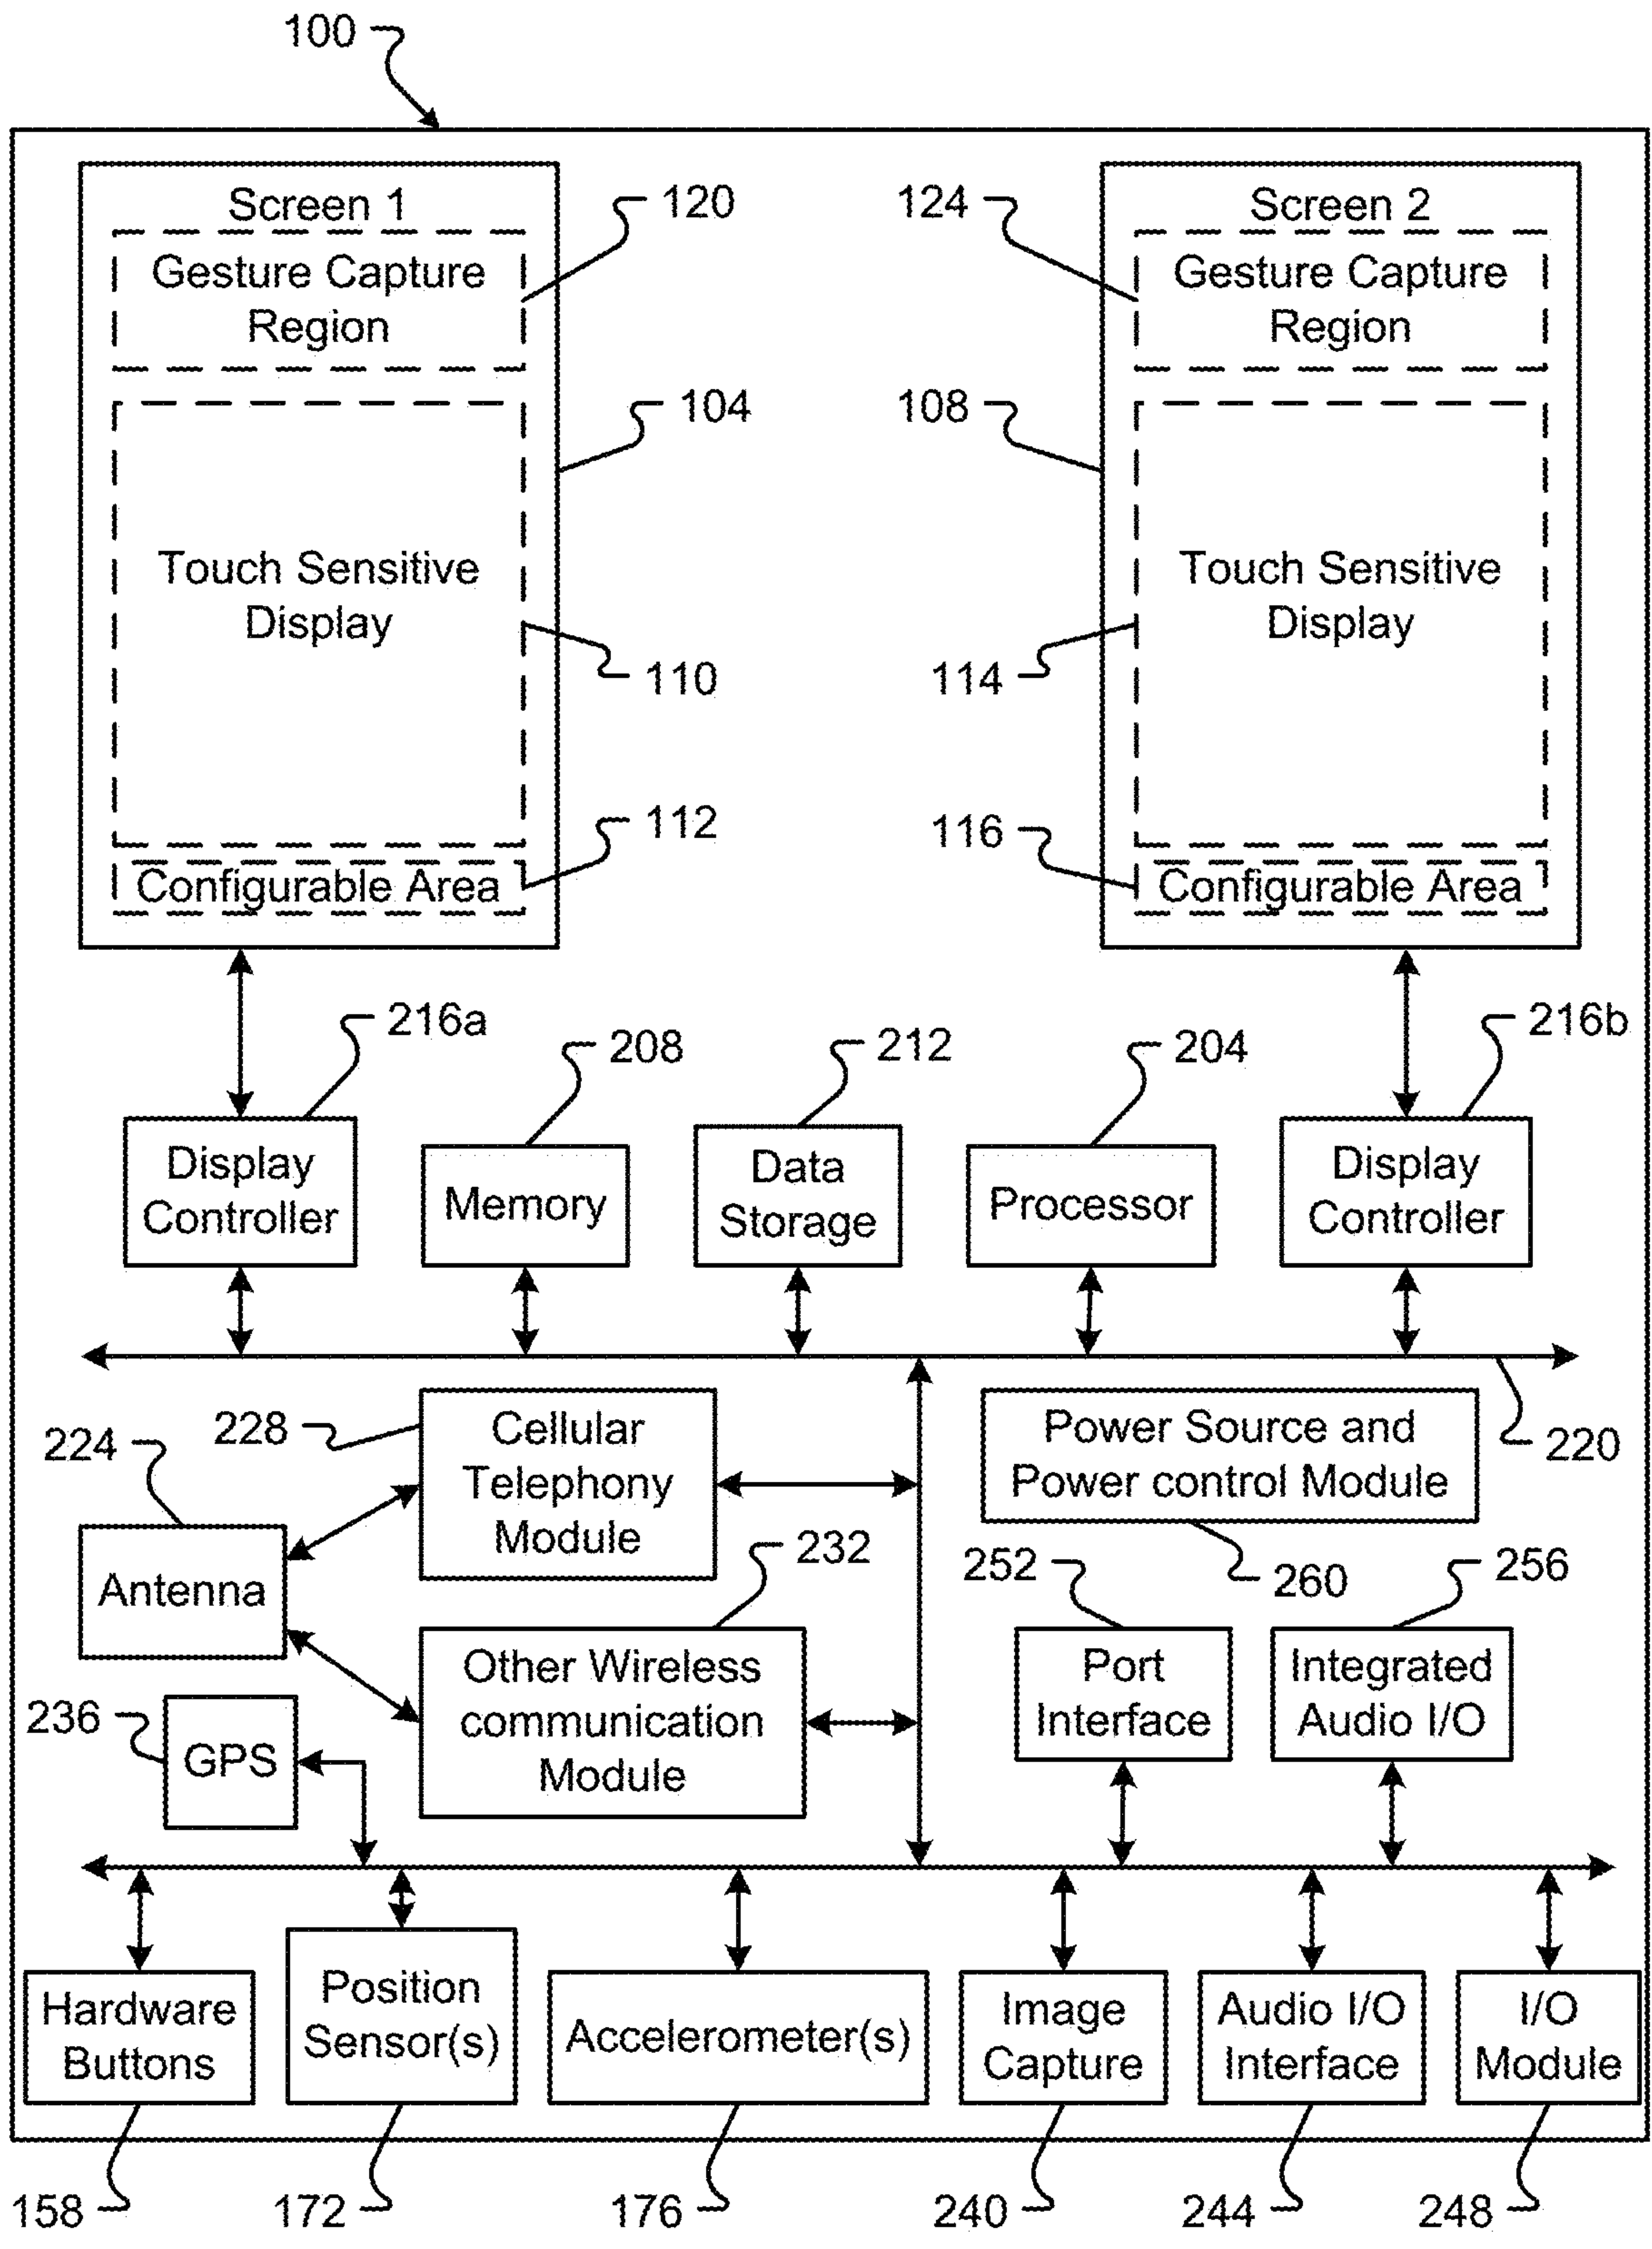 100
Screen 1
Gesture Capture
Region
120
Touch Sensitive
Display
104
110
Configurable Area
112
Screen 2
124
Gesture Capture
Region
108
Touch Sensitive
Display
114
116
Configurable Area
216a
208
212
204
216b
Display
Controller
Memory
Data
Storage
Processor
Display
Controller
224
228
Cellular
Telephony
Module
Power Source and
Power control Module
220
Antenna
232
252
260
256
236
GPS
Other Wireless
communication
Module
Port
Interface
Integrated
Audio I/O
Hardware
Buttons
Position
Sensor(s)
Accelerometer(s)
Image
Capture
Audio I/O
Interface
I/O
Module
158
172
176
240
244
248